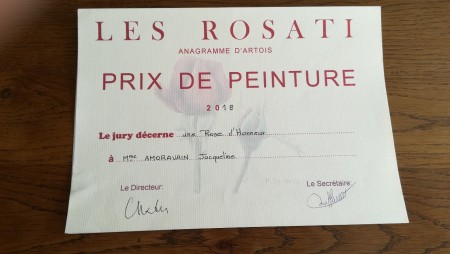 LES ROSATI
ANAGRAMME D'ARTOIS
PRIX DE PEINTURE
2018
Le jury décerne une Rose d'Honneur
à Mme AMORAVAIN Jacqueline
Le Directeur:
Le Secrétaire: